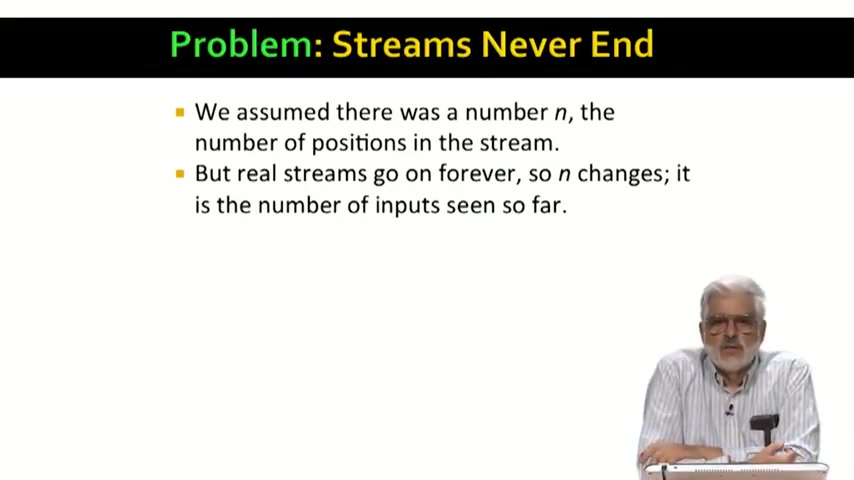 Problem: Streams Never End
We assumed there was a number n, the
number of positions in the stream.
But real streams go on forever, so n changes; it
is the number of inputs seen so far.